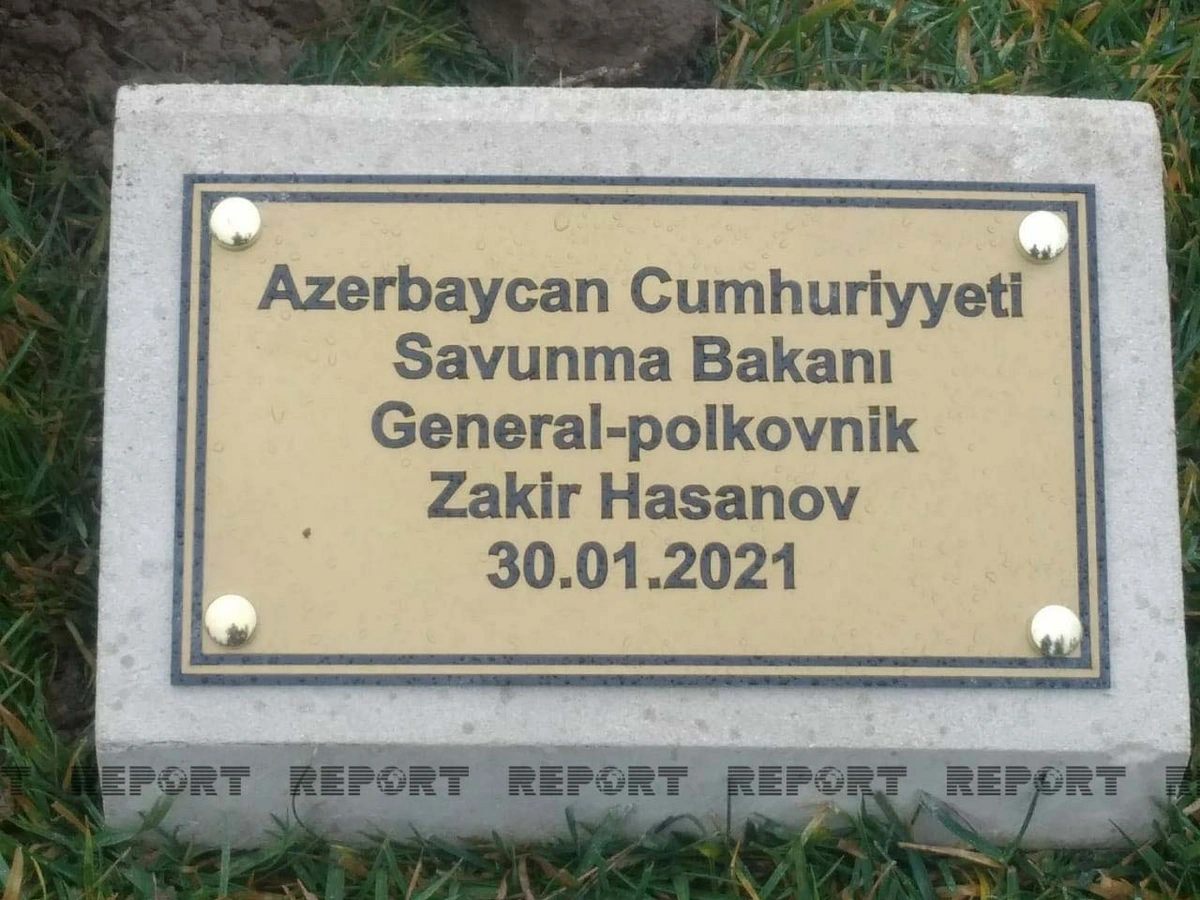 Azerbaycan Cumhuriyyeti
Savunma Bakanı
General-polkovnik
Zakir Hasanov
30.01.2021
REPORT REPORT REPORT REPORT REPORT